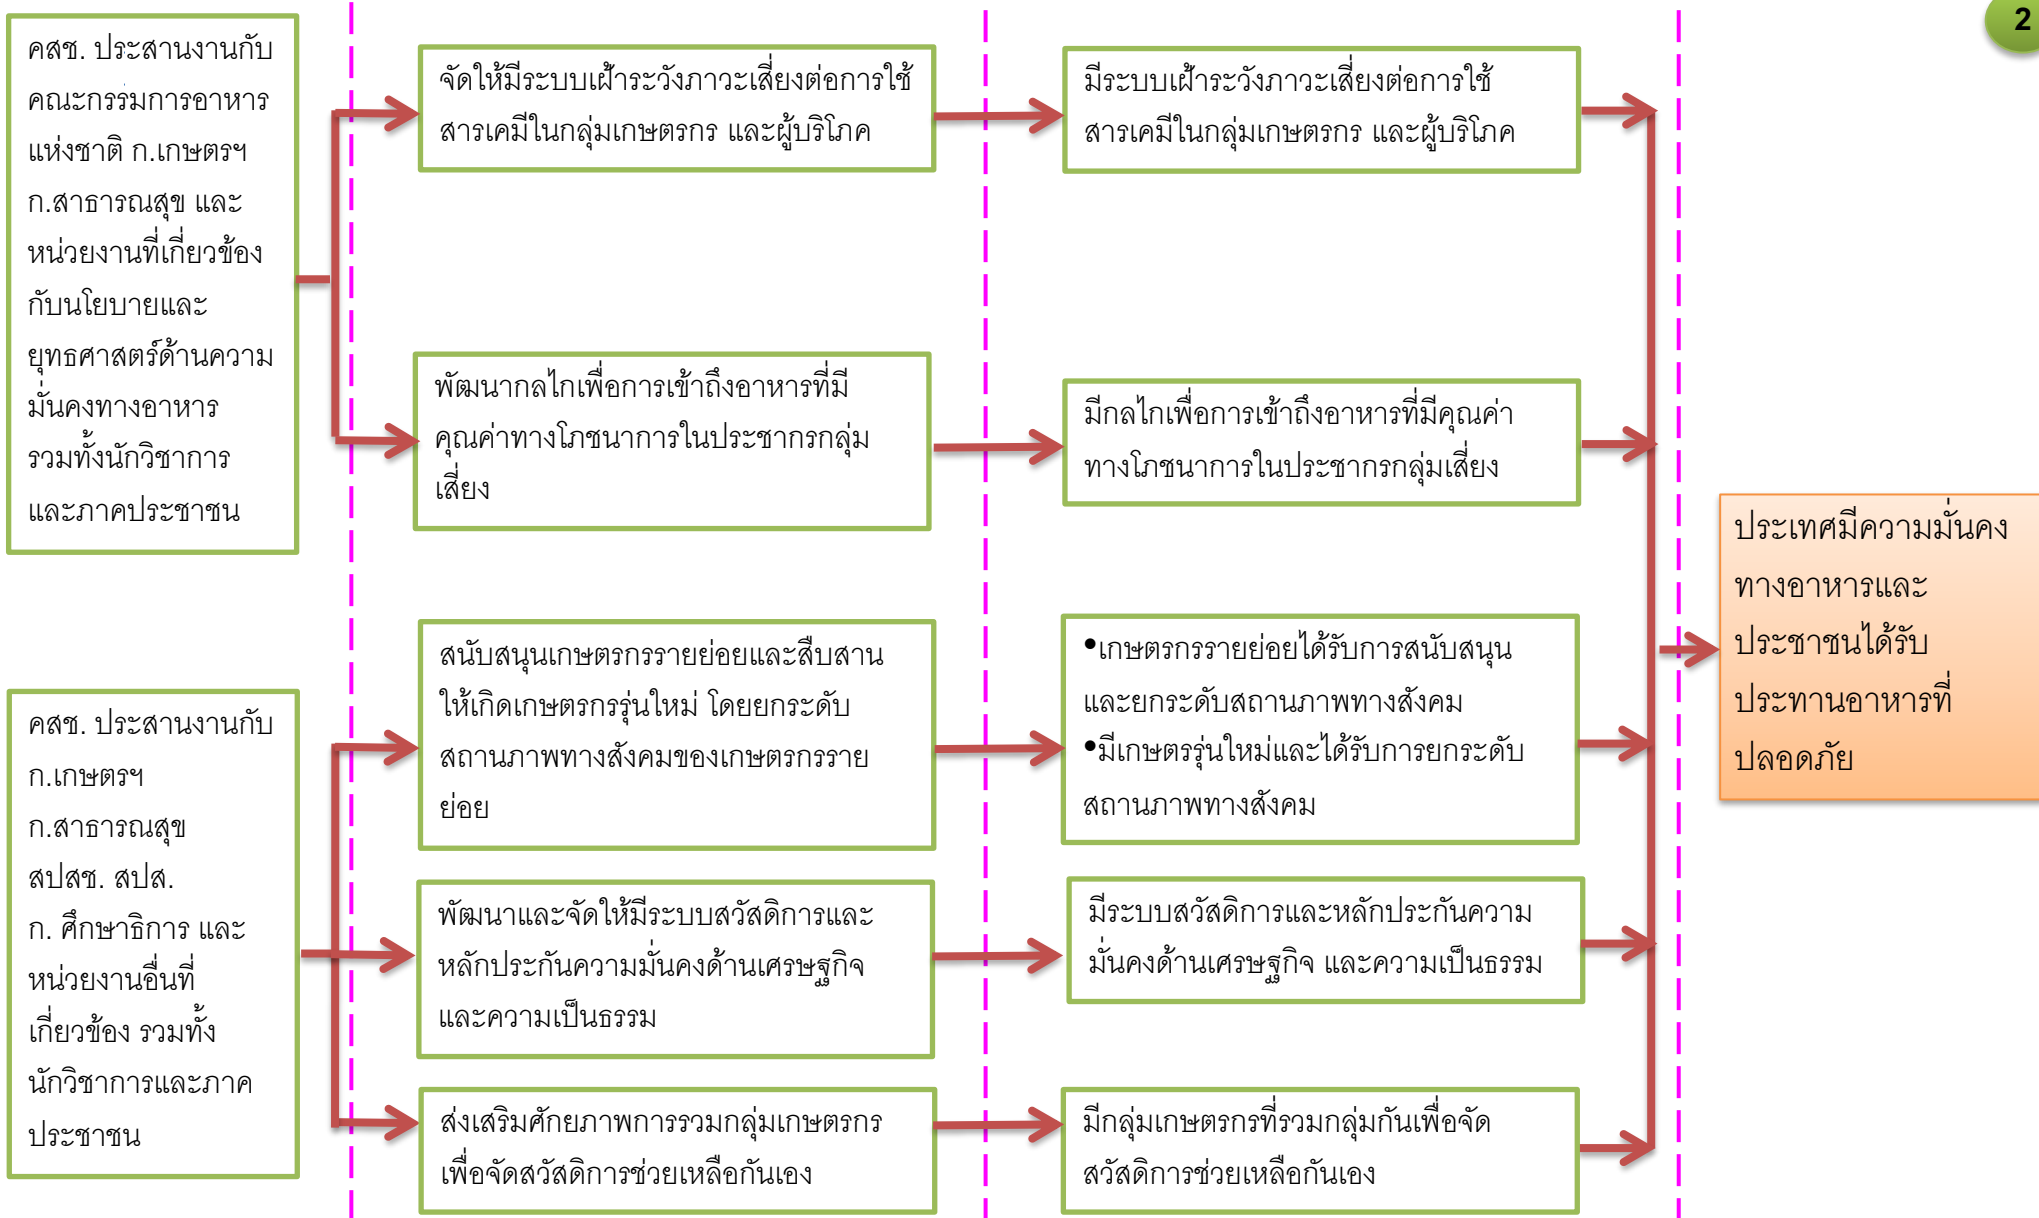 2
คสช. ประสานงานกับ
คณะกรรมการอาหาร
แห่งชาติ ก.เกษตรฯ
ก.สาธารณสุข และ
หน่วยงานที่เกี่ยวข้อง
กับนโยบายและ
ยุทธศาสตร์ด้านความ
มั่นคงทางอาหาร
รวมทั้งนักวิชาการ
และภาคประชาชน
จัดให้มีระบบเฝ้าระวังภาวะเสี่ยงต่อการใช้
สารเคมีในกลุ่มเกษตรกร และผู้บริโภค
มีระบบเฝ้าระวังภาวะเสี่ยงต่อการใช้
สารเคมีในกลุ่มเกษตรกร และผู้บริโภค
พัฒนากลไกเพื่อการเข้าถึงอาหารที่มี
คุณค่าทางโภชนาการในประชากรกลุ่ม
เสี่ยง
มีกลไกเพื่อการเข้าถึงอาหารที่มีคุณค่า
ทางโภชนาการในประชากรกลุ่มเสี่ยง
คสช. ประสานงานกับ
ก.เกษตรฯ
ก.สาธารณสุข
สปสช. สปส.
ก. ศึกษาธิการ และ
หน่วยงานอื่นที่
เกี่ยวข้อง รวมทั้ง
นักวิชาการและภาค
ประชาชน
สนับสนุนเกษตรกรรายย่อยและสืบสาน
ให้เกิดเกษตรกรรุ่นใหม่ โดยยกระดับ
สถานภาพทางสังคมของเกษตรกรราย
ย่อย
•เกษตรกรรายย่อยได้รับการสนับสนุน
และยกระดับสถานภาพทางสังคม
•มีเกษตรรุ่นใหม่และได้รับการยกระดับ
สถานภาพทางสังคม
พัฒนาและจัดให้มีระบบสวัสดิการและ
หลักประกันความมั่นคงด้านเศรษฐกิจ
และความเป็นธรรม
มีระบบสวัสดิการและหลักประกันความ
มั่นคงด้านเศรษฐกิจ และความเป็นธรรม
ส่งเสริมศักยภาพการรวมกลุ่มเกษตรกร
เพื่อจัดสวัสดิการช่วยเหลือกันเอง
มีกลุ่มเกษตรกรที่รวมกลุ่มกันเพื่อจัด
สวัสดิการช่วยเหลือกันเอง
ประเทศมีความมั่นคง
ทางอาหารและ
ประชาชนได้รับ
ประทานอาหารที่
ปลอดภัย